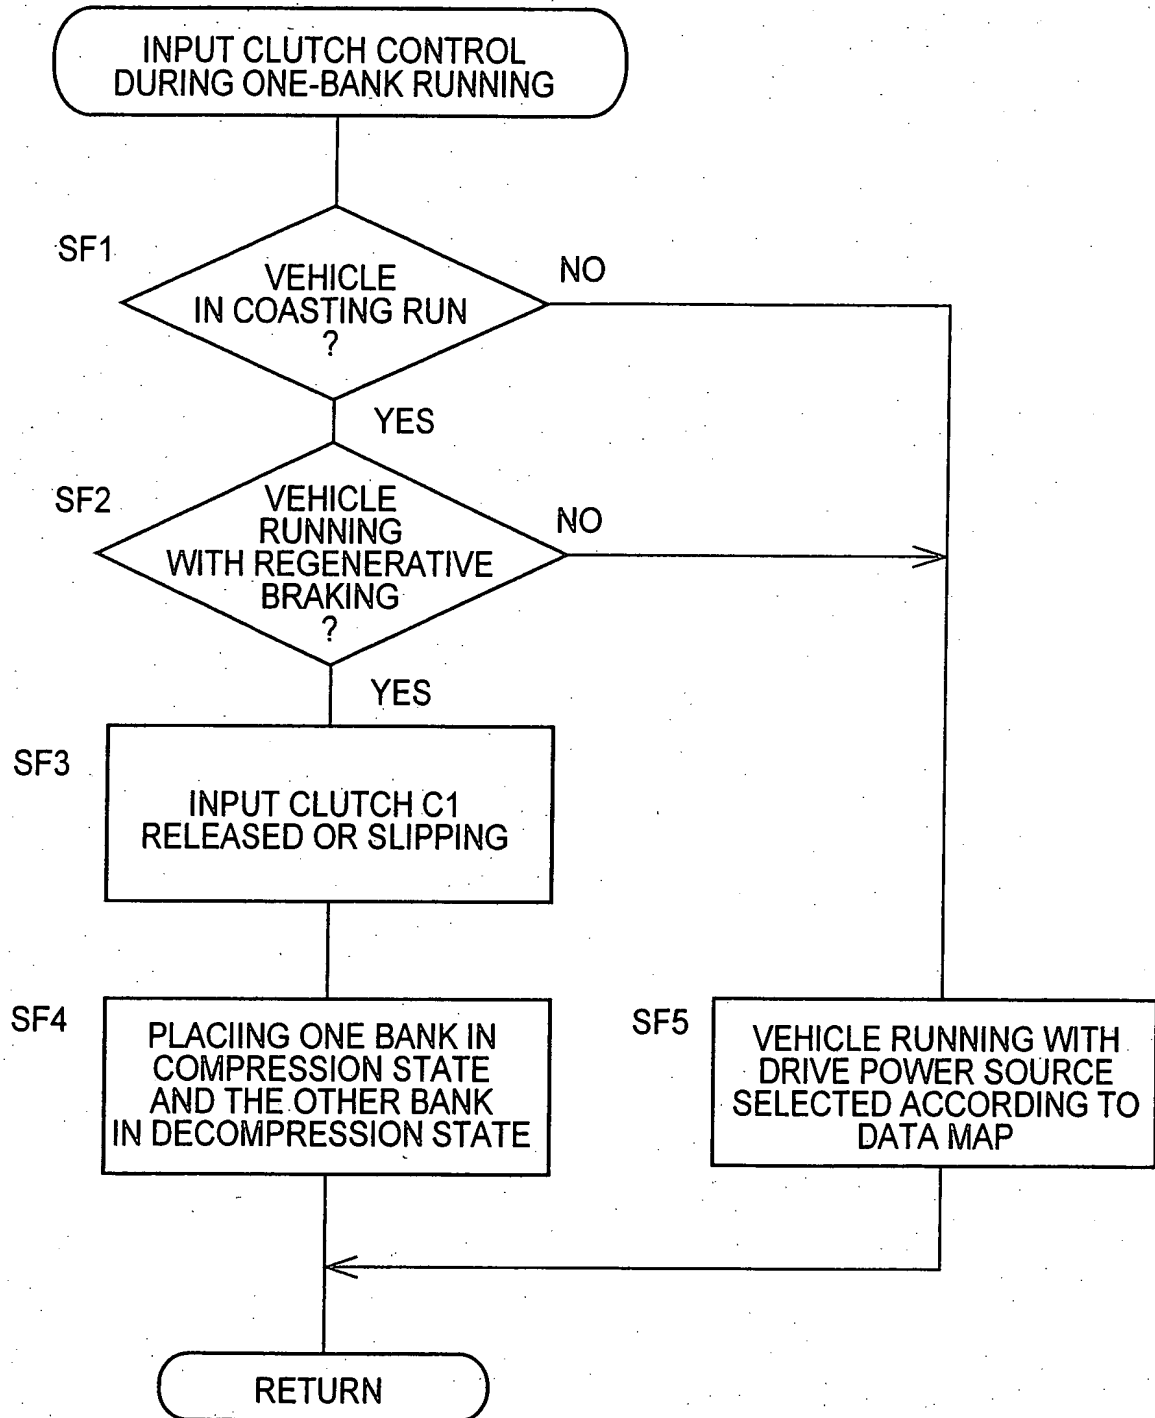 INPUT CLUTCH CONTROL
DURING ONE-BANK RUNNING
SF1
VEHICLE
IN COASTING RUN
?
NO
YES
SF2
VEHICLE
RUNNING
WITH REGENERATIVE
BRAKING
?
NO
YES
SF3
INPUT CLUTCH C1
RELEASED OR SLIPPING
SF4
PLACIING ONE BANK IN
COMPRESSION STATE
AND THE OTHER BANK
IN DECOMPRESSION STATE
SF5
VEHICLE RUNNING WITH
DRIVE POWER SOURCE
SELECTED ACCORDING TO
DATA MAP
RETURN